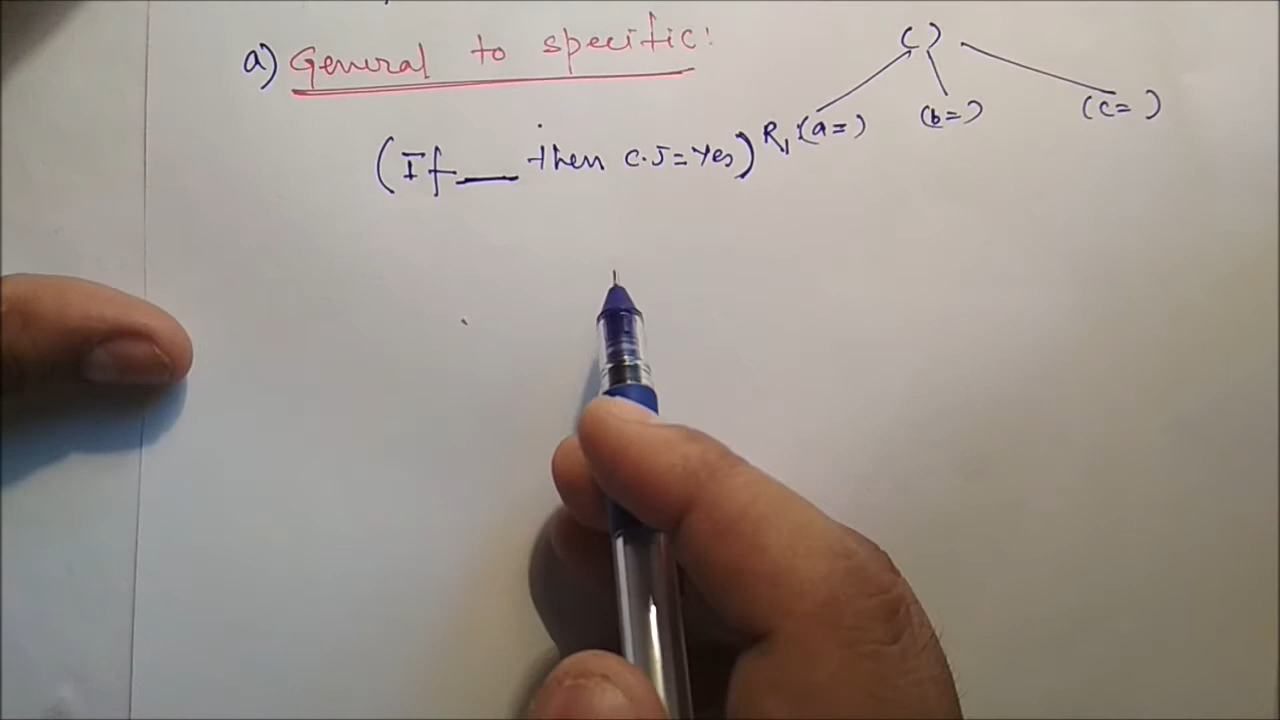 a) General to specific:
( )
R1 (a= ) (b= ) (c= )
(If ___ then C.J=Yes)